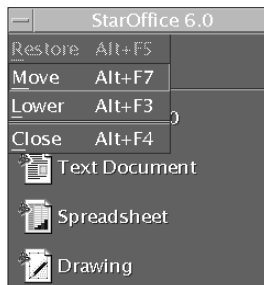 StarOffice 6.0
Restore Alt+F5
Move Alt+F7
Lower Alt+F3
Close Alt+F4
Text Document
Spreadsheet
Drawing